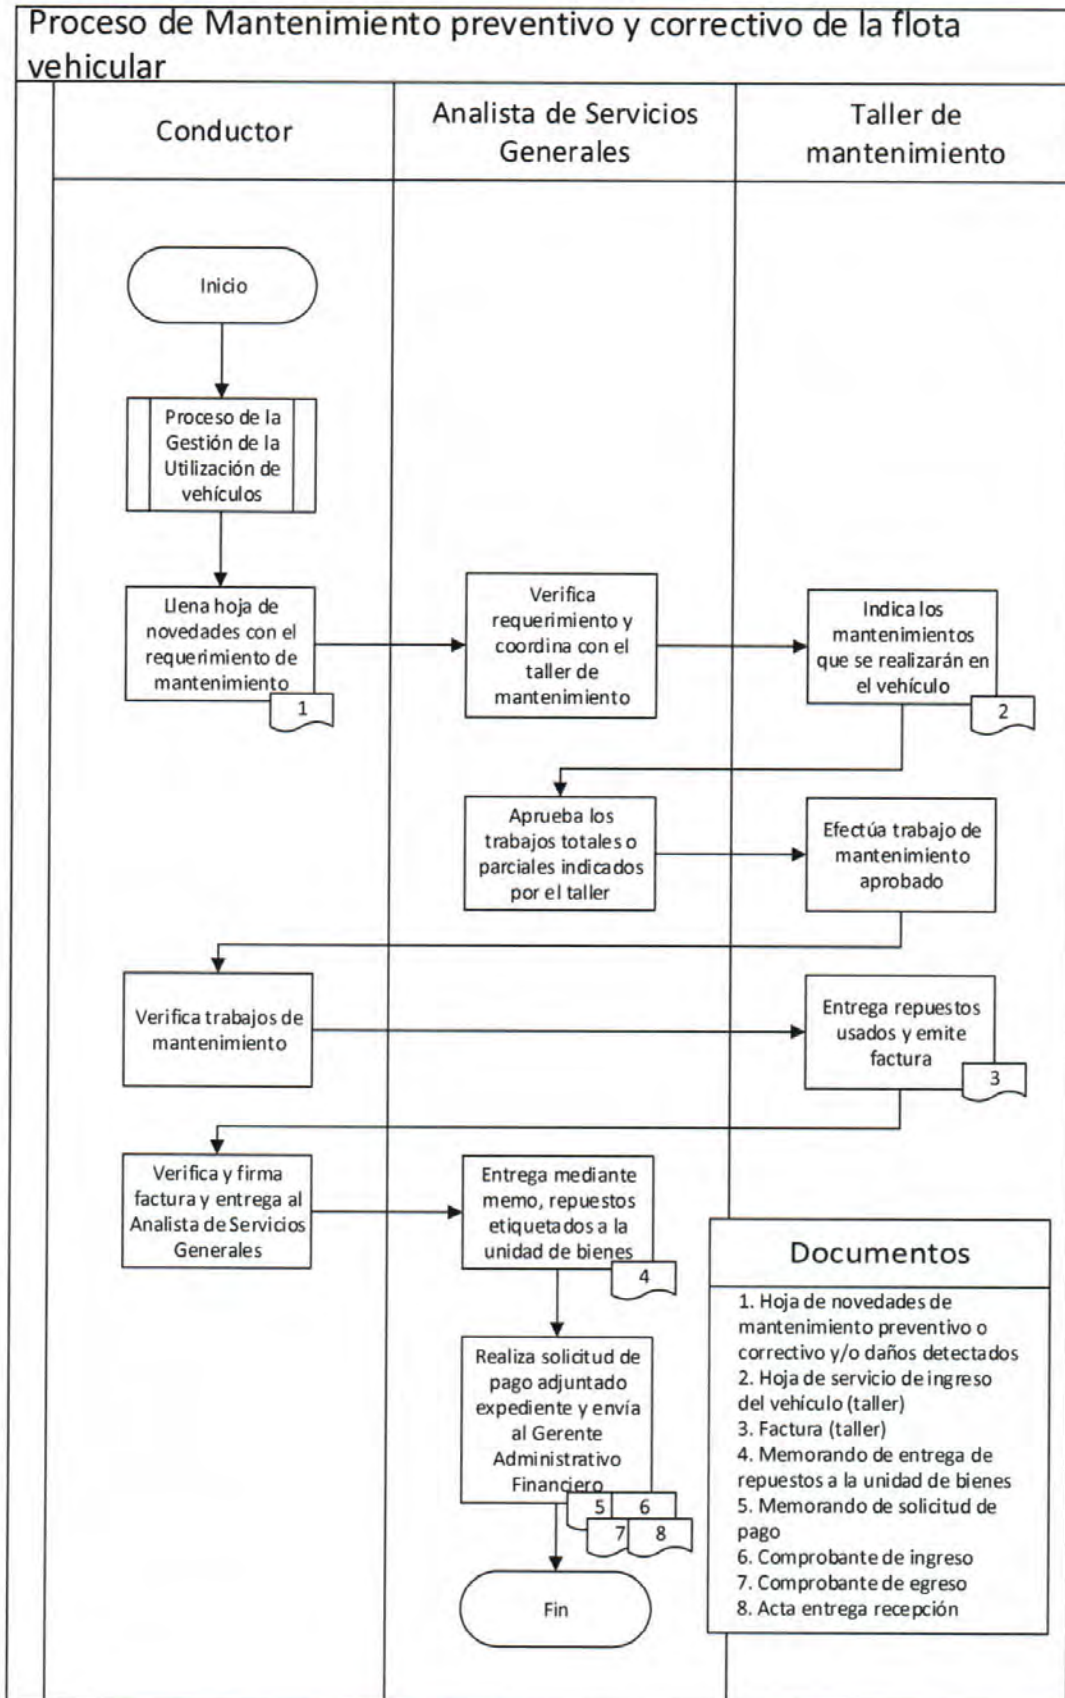 Proceso de Mantenimiento preventivo y correctivo de la flota
vehicular
Conductor
Analista de Servicios
Generales
Taller de
mantenimiento
Inicio
Proceso de la
Gestión de la
Utilización de
vehículos
Llena hoja de
novedades con el
requerimiento de
mantenimiento
1
Verifica
requerimiento y
coordina con el
taller de
mantenimiento
Indica los
mantenimientos
que se realizarán en
el vehículo
2
Aprueba los
trabajos totales o
parciales indicados
por el taller
Efectúa trabajo de
mantenimiento
aprobado
Verifica trabajos de
mantenimiento
Entrega repuestos
usados y emite
factura
3
Verifica y firma
factura y entrega al
Analista de Servicios
Generales
Entrega mediante
memo, repuestos
etiquetados a la
unidad de bienes
4
Realiza solicitud de
pago adjuntado
expediente y envía
al Gerente
Administrativo
Financiero
5
6
7
8
Fin
Documentos
1. Hoja de novedades de
mantenimiento preventivo o
correctivo y/o daños detectados
2. Hoja de servicio de ingreso
del vehículo (taller)
3. Factura (taller)
4. Memorando de entrega de
repuestos a la unidad de bienes
5. Memorando de solicitud de
pago
6. Comprobante de ingreso
7. Comprobante de egreso
8. Acta entrega recepción